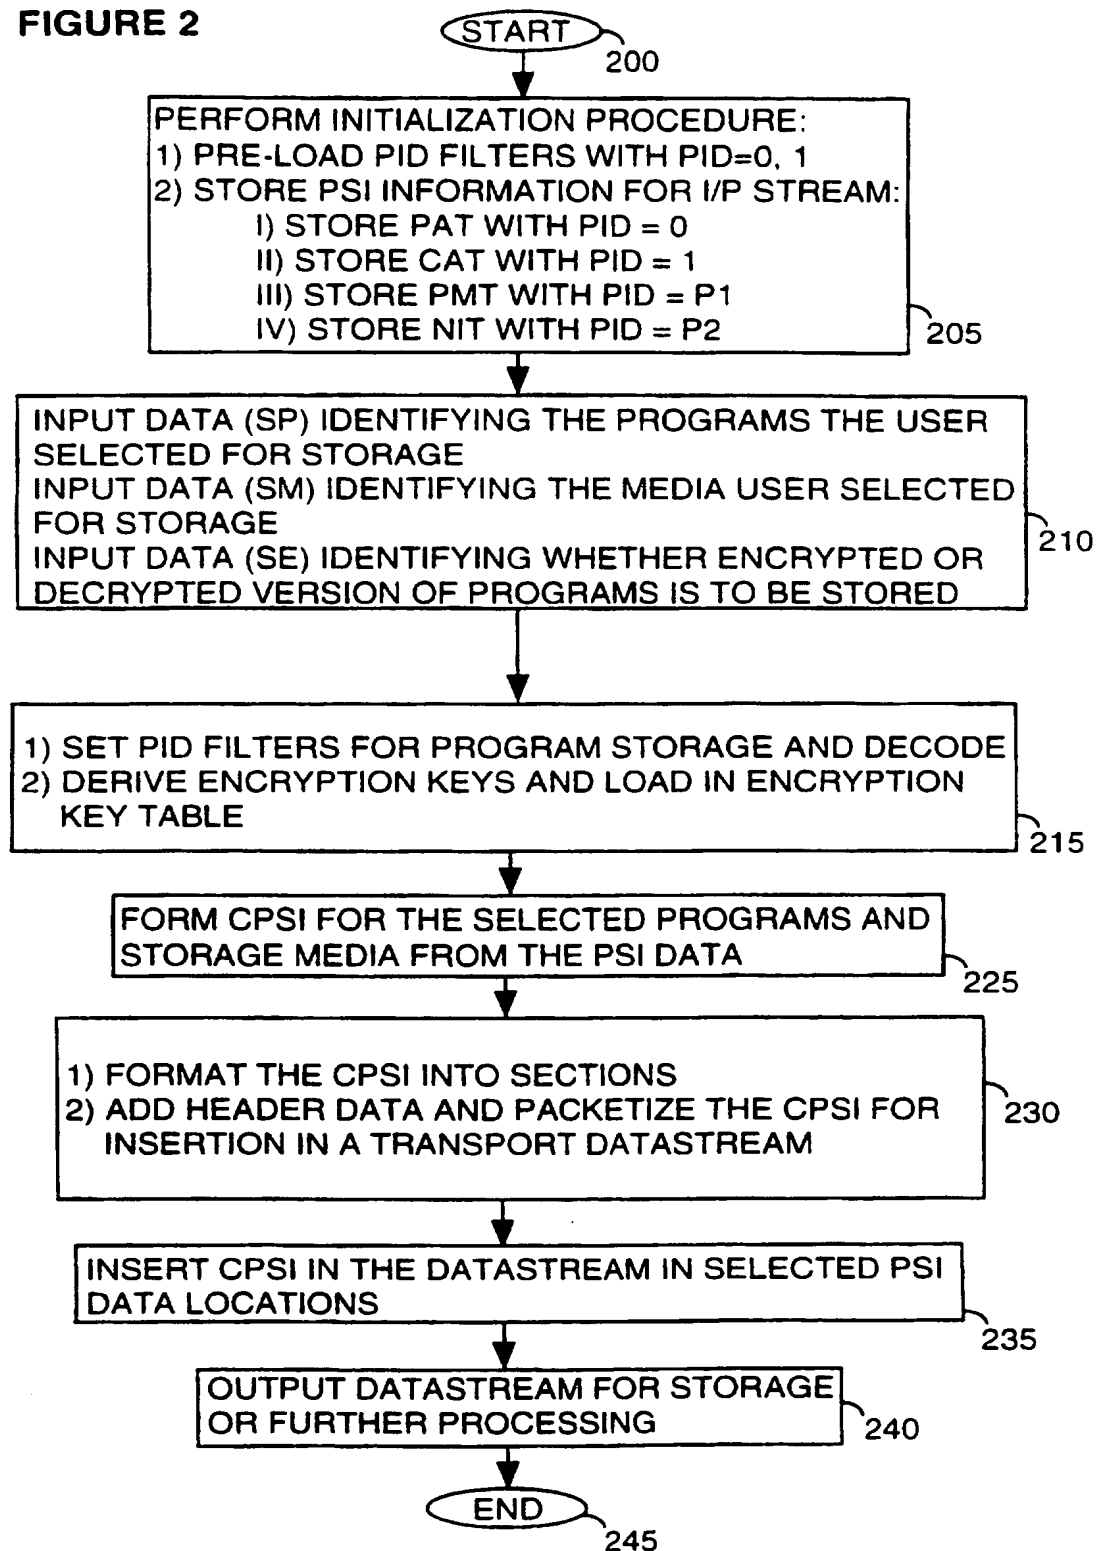 FIGURE 2
START
200
PERFORM INITIALIZATION PROCEDURE:
1) PRE-LOAD PID FILTERS WITH PID=0, 1
2) STORE PSI INFORMATION FOR I/P STREAM:
I) STORE PAT WITH PID = 0
II) STORE CAT WITH PID = 1
III) STORE PMT WITH PID = P1
IV) STORE NIT WITH PID = P2
205
INPUT DATA (SP) IDENTIFYING THE PROGRAMS THE USER
SELECTED FOR STORAGE
INPUT DATA (SM) IDENTIFYING THE MEDIA USER SELECTED
FOR STORAGE
INPUT DATA (SE) IDENTIFYING WHETHER ENCRYPTED OR
DECRYPTED VERSION OF PROGRAMS IS TO BE STORED
210
1) SET PID FILTERS FOR PROGRAM STORAGE AND DECODE
2) DERIVE ENCRYPTION KEYS AND LOAD IN ENCRYPTION
KEY TABLE
215
FORM CPSI FOR THE SELECTED PROGRAMS AND
STORAGE MEDIA FROM THE PSI DATA
225
1) FORMAT THE CPSI INTO SECTIONS
2) ADD HEADER DATA AND PACKETIZE THE CPSI FOR
INSERTION IN A TRANSPORT DATASTREAM
230
INSERT CPSI IN THE DATASTREAM IN SELECTED PSI
DATA LOCATIONS
235
OUTPUT DATASTREAM FOR STORAGE
OR FURTHER PROCESSING
240
END
245